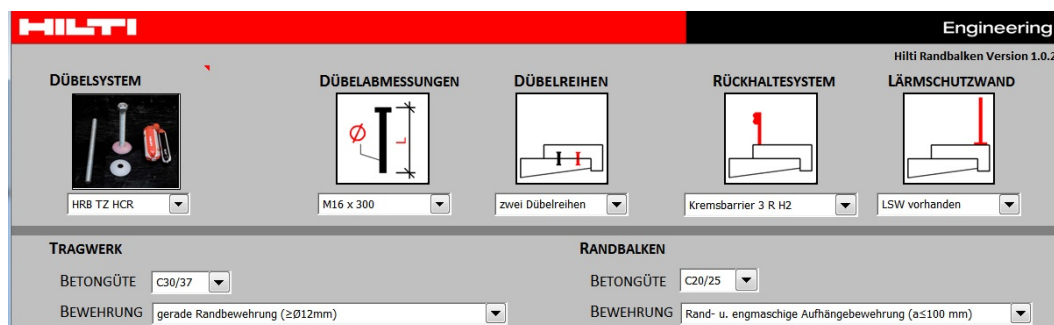 HILTI
Engineering
Hilti Randbalken Version 1.0.2
DÜBELSYSTEM DÜBELABMESSUNGEN DÜBELREIHEN RÜCKHALTESYSTEM LÄRMSCHUTZWAND
Ø L
HRB TZ HCR M16 x 300 zwei Dübelreihen Kremsbarrier 3 R H2 LSW vorhanden
TRAGWERK RANDBALKEN
BETONGÜTE C30/37 BETONGÜTE C20/25
BEWEHRUNG gerade Randbewehrung (≥Ø12mm) BEWEHRUNG Rand- u. engmaschige Aufhängebewehrung (a≤100 mm)